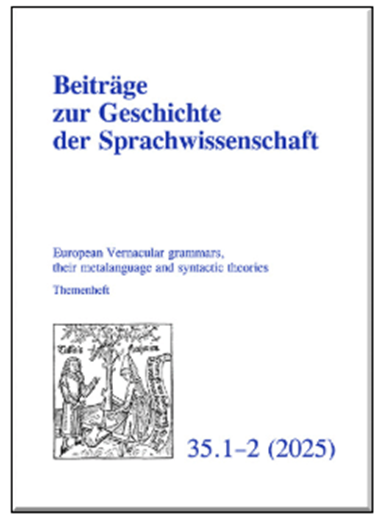 Beiträge
zur Geschichte
der Sprachwissenschaft
European Vernacular grammars,
their metalanguage and syntactic theories
Themenheft
35.1–2 (2025)